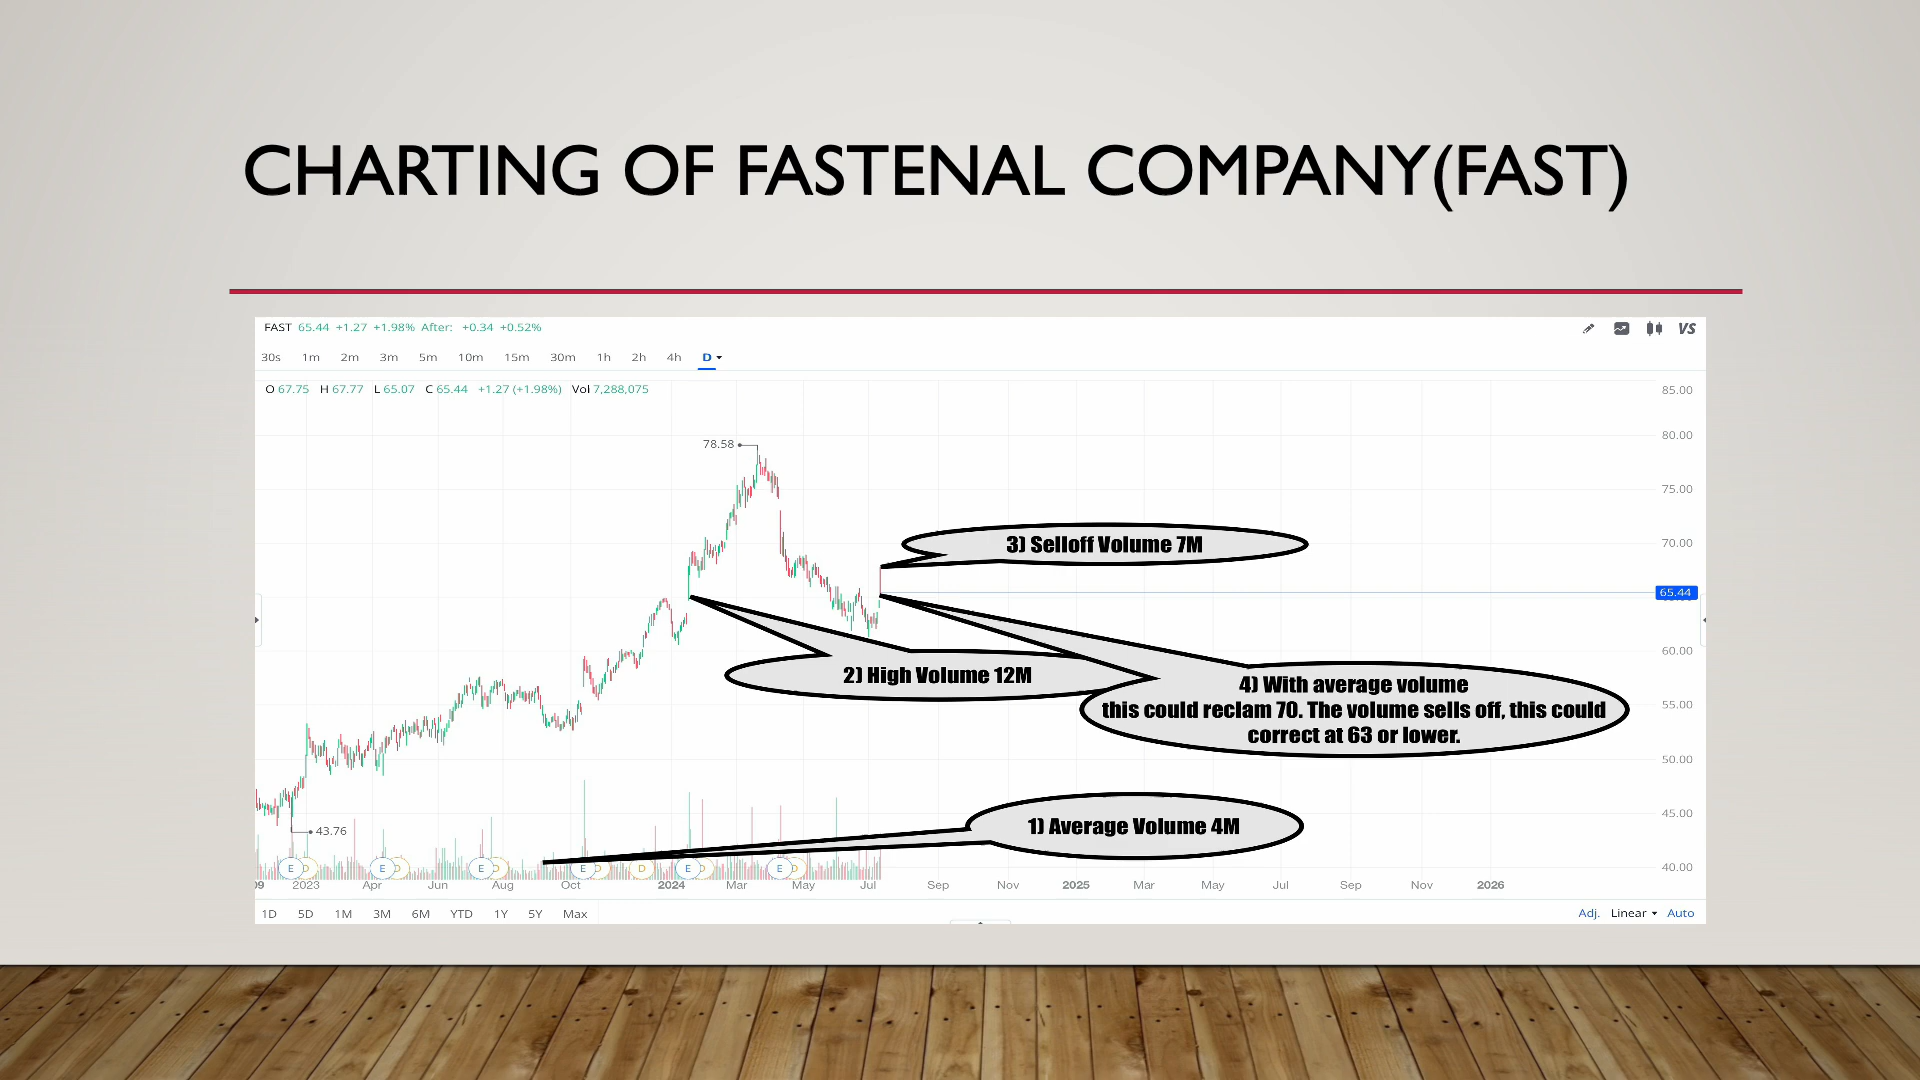 CHARTING OF FASTENAL COMPANY(FAST)
FAST 65.44 +1.27 +1.98% After: +0.34 +0.52%
VS
30s 1m 2m 3m 5m 10m 15m 30m 1h 2h 4h D
O 67.75 H 67.77 L 65.07 C 65.44 +1.27 (+1.98%) Vol 7,288,075
85.00
80.00
78.58
75.00
70.00
3) Selloff Volume 7M
65.44
60.00
2) High Volume 12M
4) With average volume
this could reclam 70. The volume sells off, this could
correct at 63 or lower.
55.00
50.00
45.00
1) Average Volume 4M
43.76
40.00
E D E D E D E D D E D E D
09 2023 Apr Jun Aug Oct 2024 Mar May Jul Sep Nov 2025 Mar May Jul Sep Nov 2026
1D 5D 1M 3M 6M YTD 1Y 5Y Max
Adj. Linear Auto